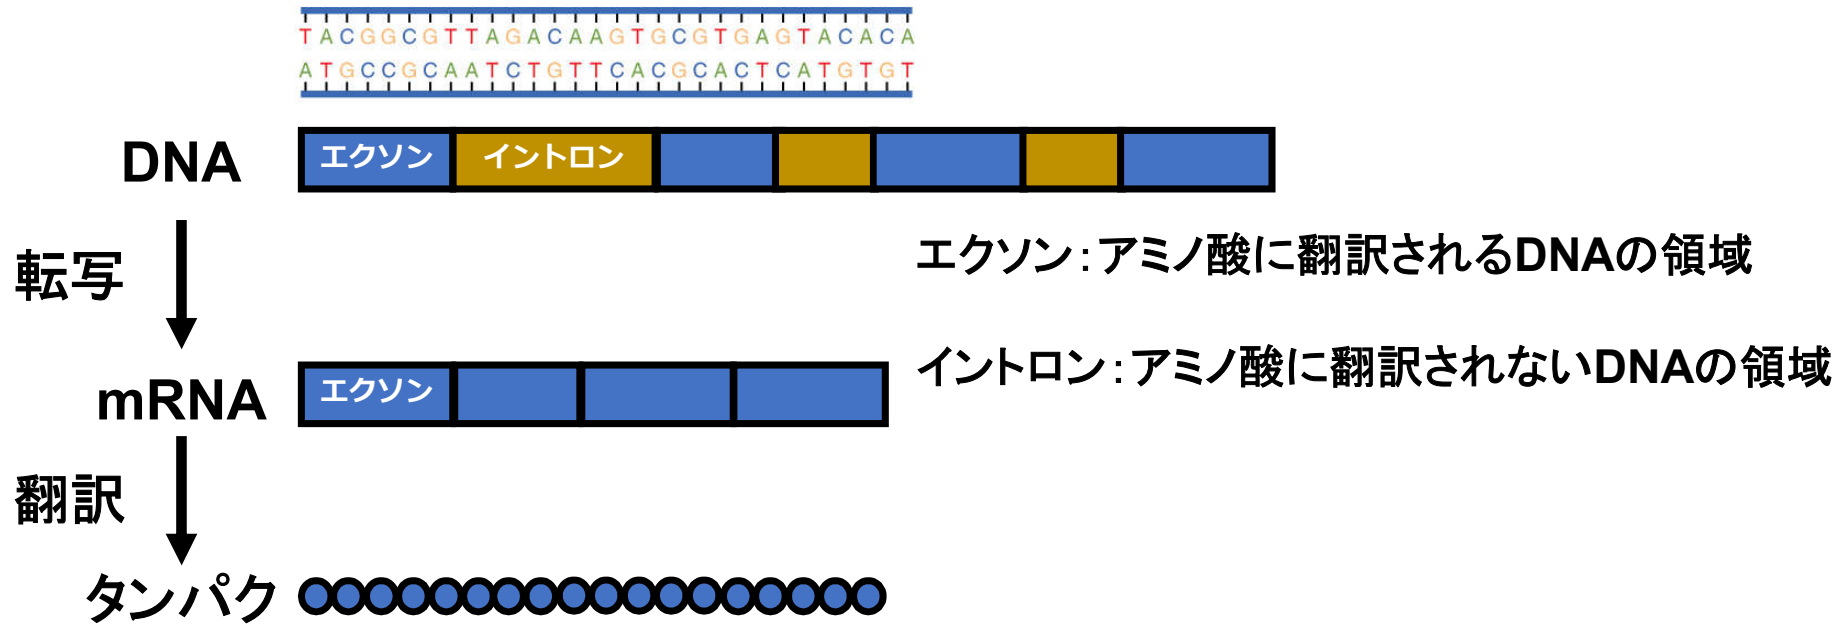 TACGGCGTTAGACAAGTGCGTGAGTACACA
ATGCCGCAATCTGTTCACGCACTCATGTGT
DNA
エクソン
イントロン
転写
エクソン：アミノ酸に翻訳されるDNAの領域
イントロン：アミノ酸に翻訳されないDNAの領域
mRNA
エクソン
翻訳
タンパク